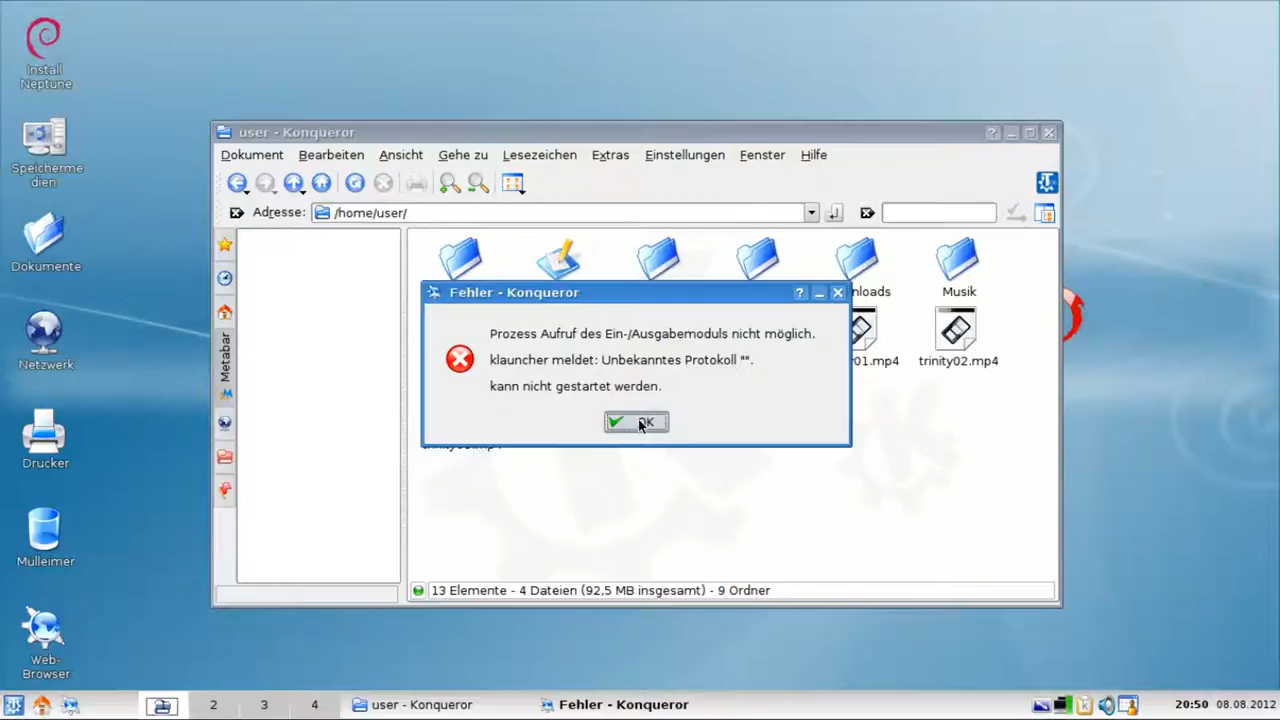 Install
Neptune
Speicherme
dien
Dokumente
Netzwerk
Drucker
Mülleimer
Web-
Browser
user - Konqueror
Dokument Bearbeiten Ansicht Gehe zu Lesezeichen Extras Einstellungen Fenster Hilfe
Adresse: /home/user/
Metabar
nloads Musik
01.mp4 trinity02.mp4
Fehler - Konqueror
Prozess Aufruf des Ein-/Ausgabemoduls nicht möglich.
klauncher meldet: Unbekanntes Protokoll "".
kann nicht gestartet werden.
OK
13 Elemente - 4 Dateien (92,5 MB insgesamt) - 9 Ordner
2 3 4 user - Konqueror Fehler - Konqueror 20:50 08.08.2012